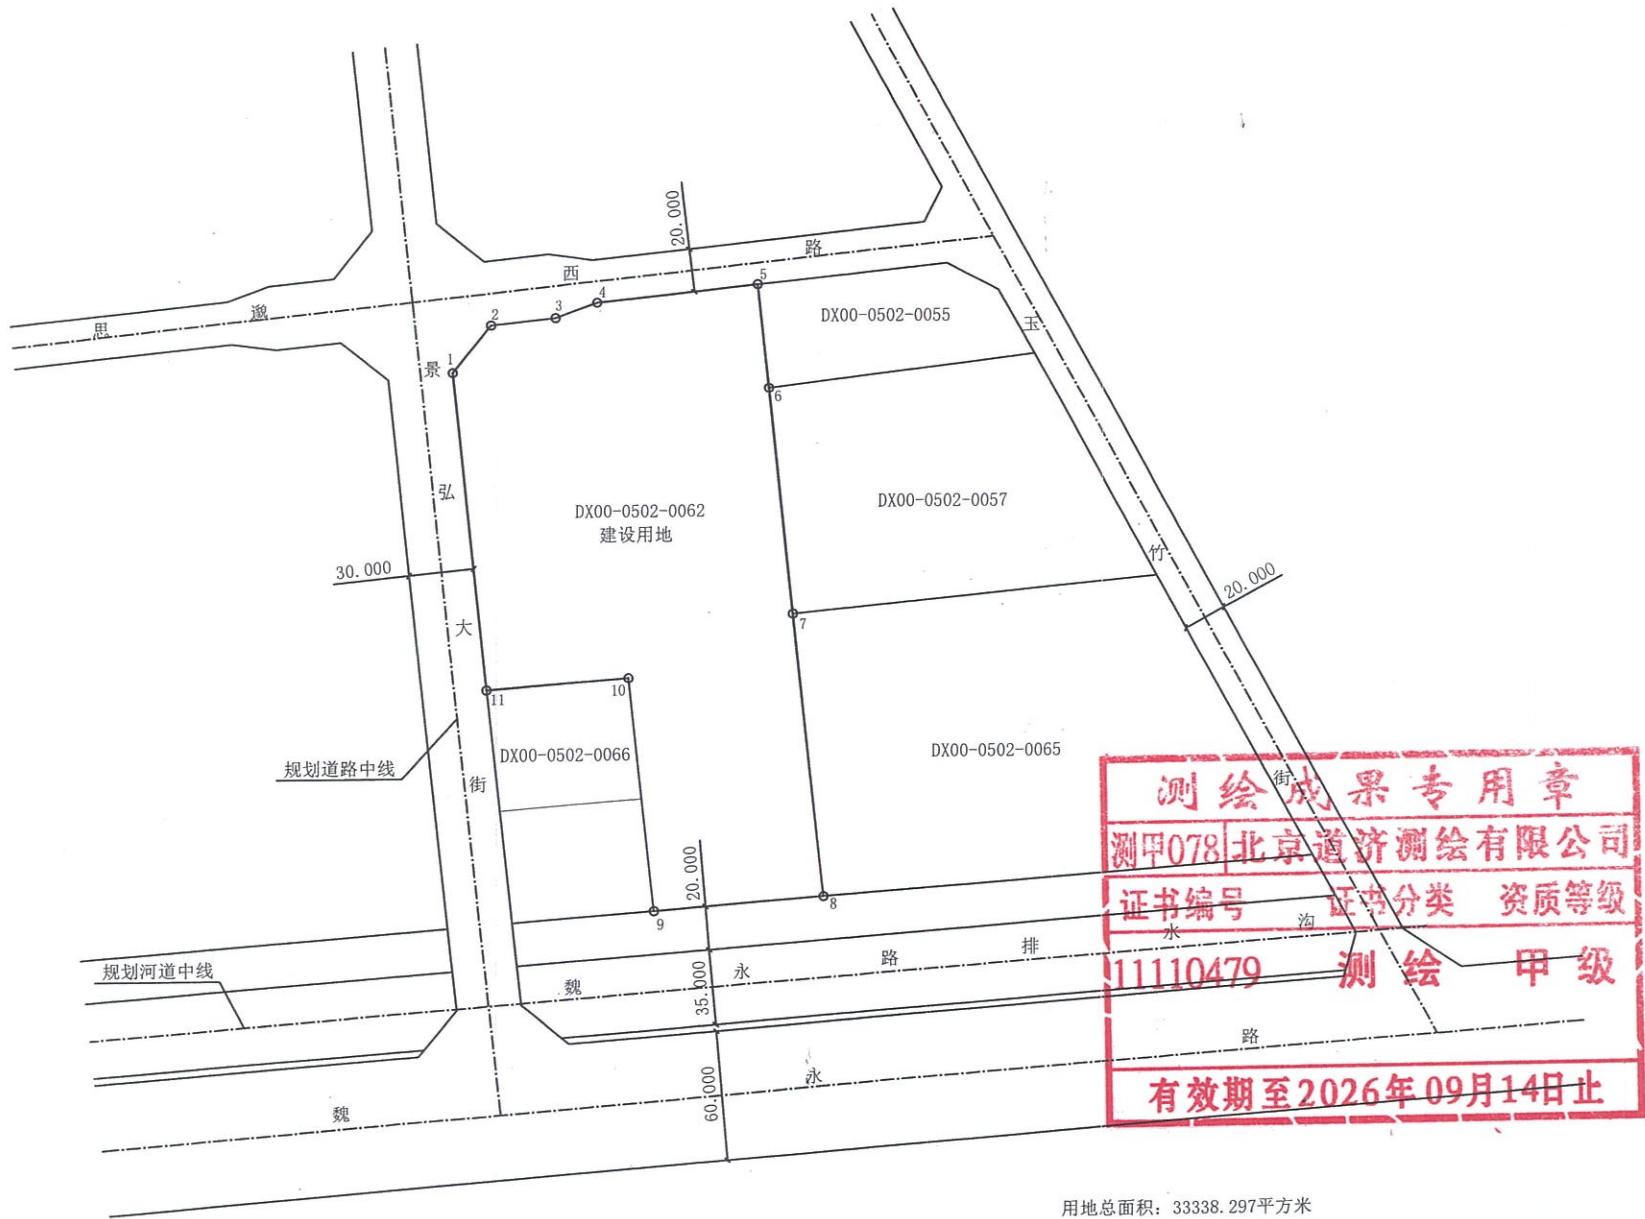 20.000
思邈西路
5
4
3
2
1
DX00-0502-0055
6
景弘大街
玉竹街
DX00-0502-0057
DX00-0502-0062
建设用地
30.000
20.000
7
10
11
DX00-0502-0066
DX00-0502-0065
规划道路中线
20.000
8
9
规划河道中线
魏永路排水沟
35.000
60.000
魏永路
测绘成果专用章
测甲078 北京道济测绘有限公司
证书编号 证书分类 资质等级
11110479 测绘 甲级
有效期至2026年09月14日止
用地总面积：33338.297平方米